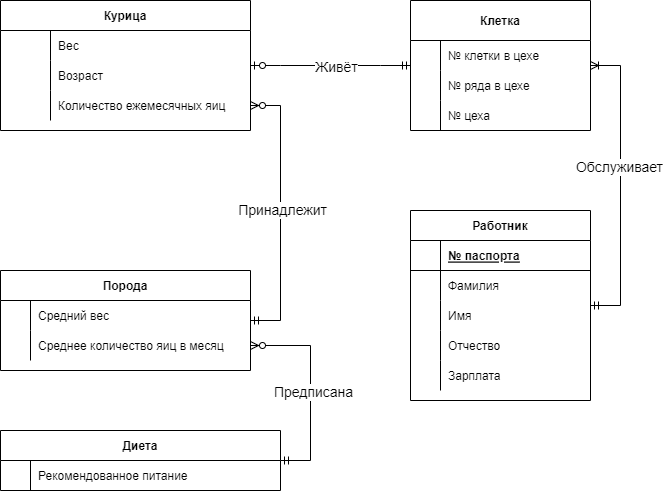 Курица
Вес
Возраст
Количество ежемесячных яиц
Живёт
Клетка
№ клетки в цехе
№ ряда в цехе
№ цеха
Обслуживает
Принадлежит
Работник
№ паспорта
Фамилия
Имя
Отчество
Зарплата
Порода
Средний вес
Среднее количество яиц в месяц
Предписана
Диета
Рекомендованное питание